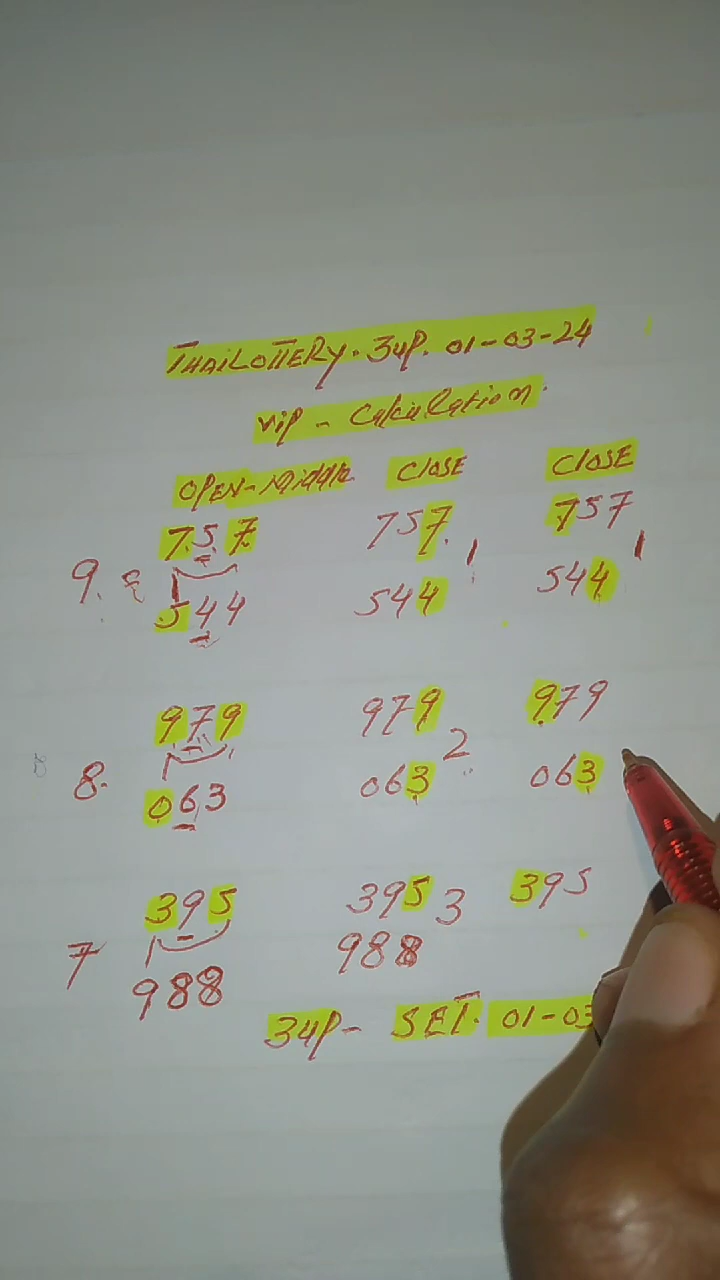 THAILOTTERY. 3UP. 01-03-24
VIP - Calculation.
OPEN-Middle CLOSE CLOSE
757 757 757
9. 1 1
544 544 544
979 979 979
8. 2
063 063 063
395 395 3 395
7
988 988
3UP- SET. 01-03